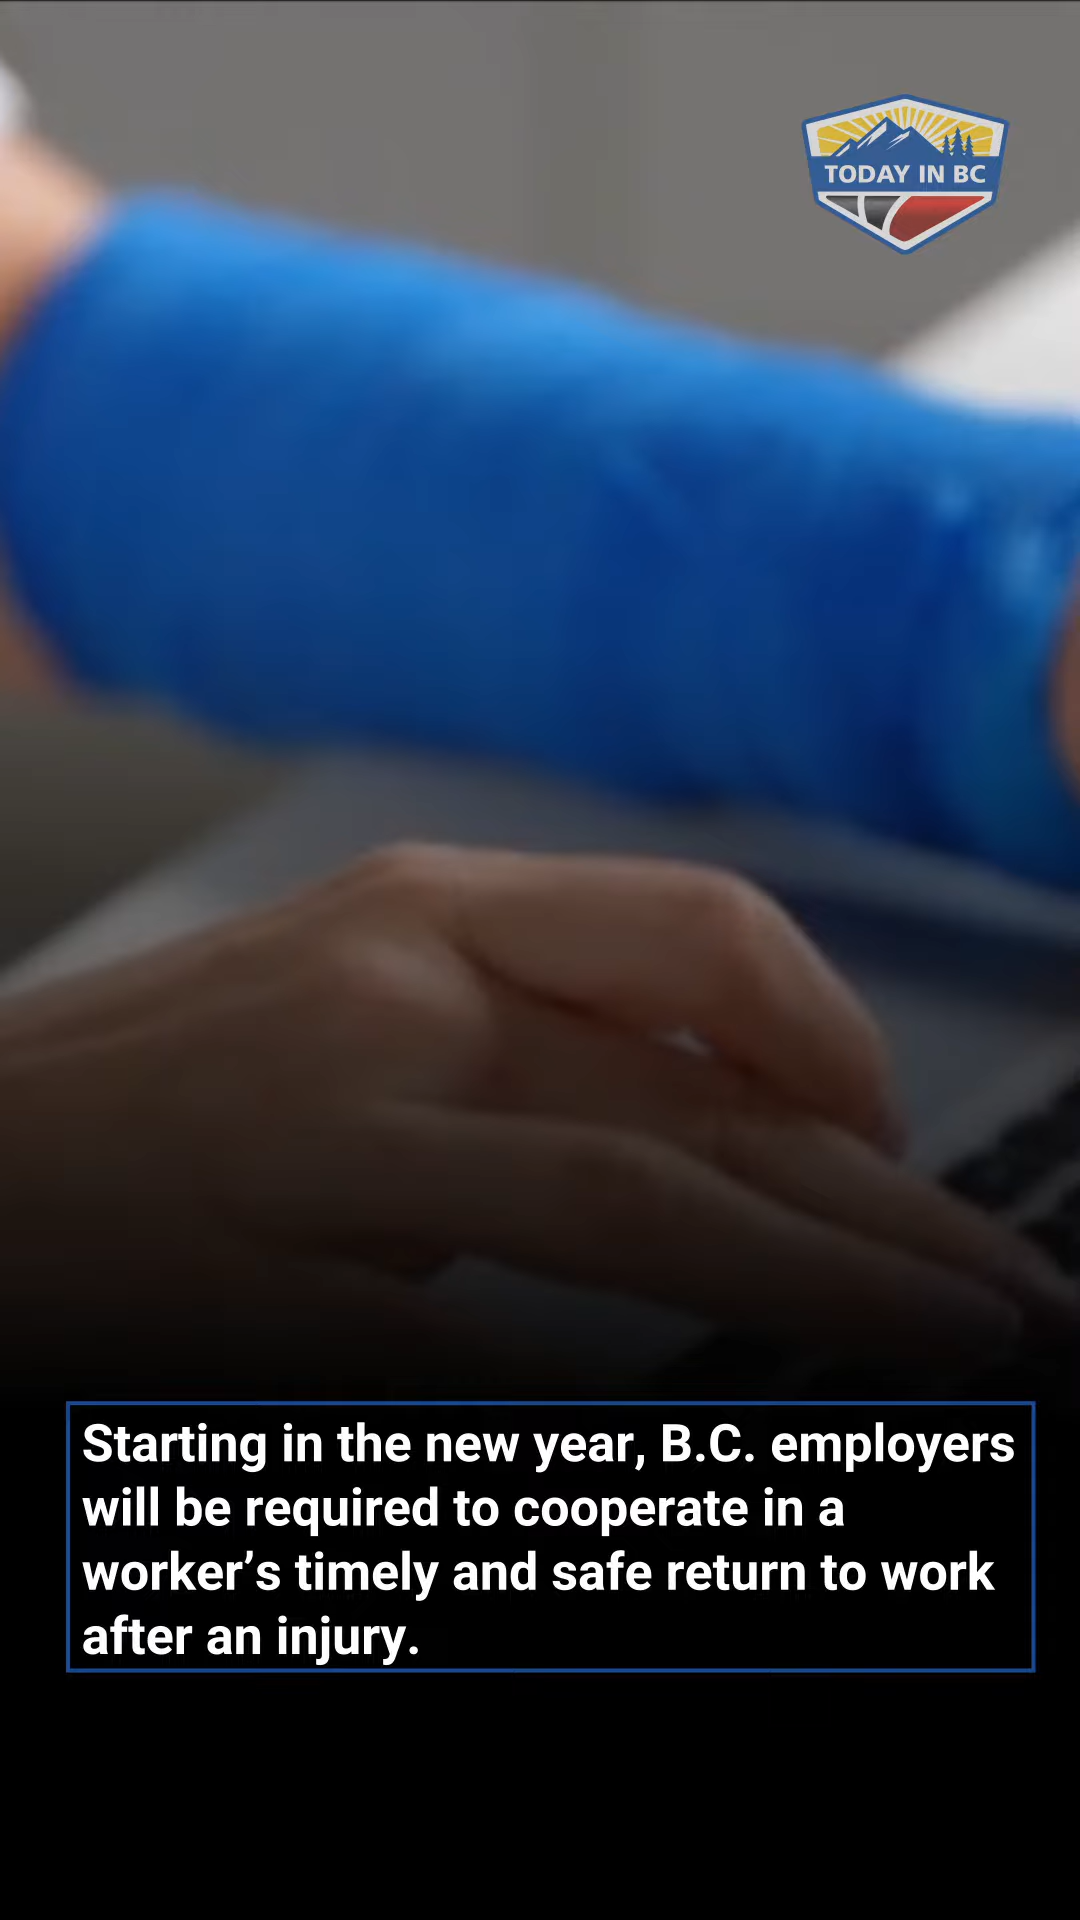 TODAY IN BC
Starting in the new year, B.C. employers
will be required to cooperate in a
worker’s timely and safe return to work
after an injury.